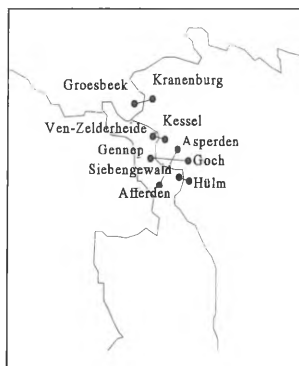 Kranenburg
Groesbeek
Kessel
Ven-Zelderheide
Asperden
Gennep
Goch
Siebengewald
Hülm
Afferden